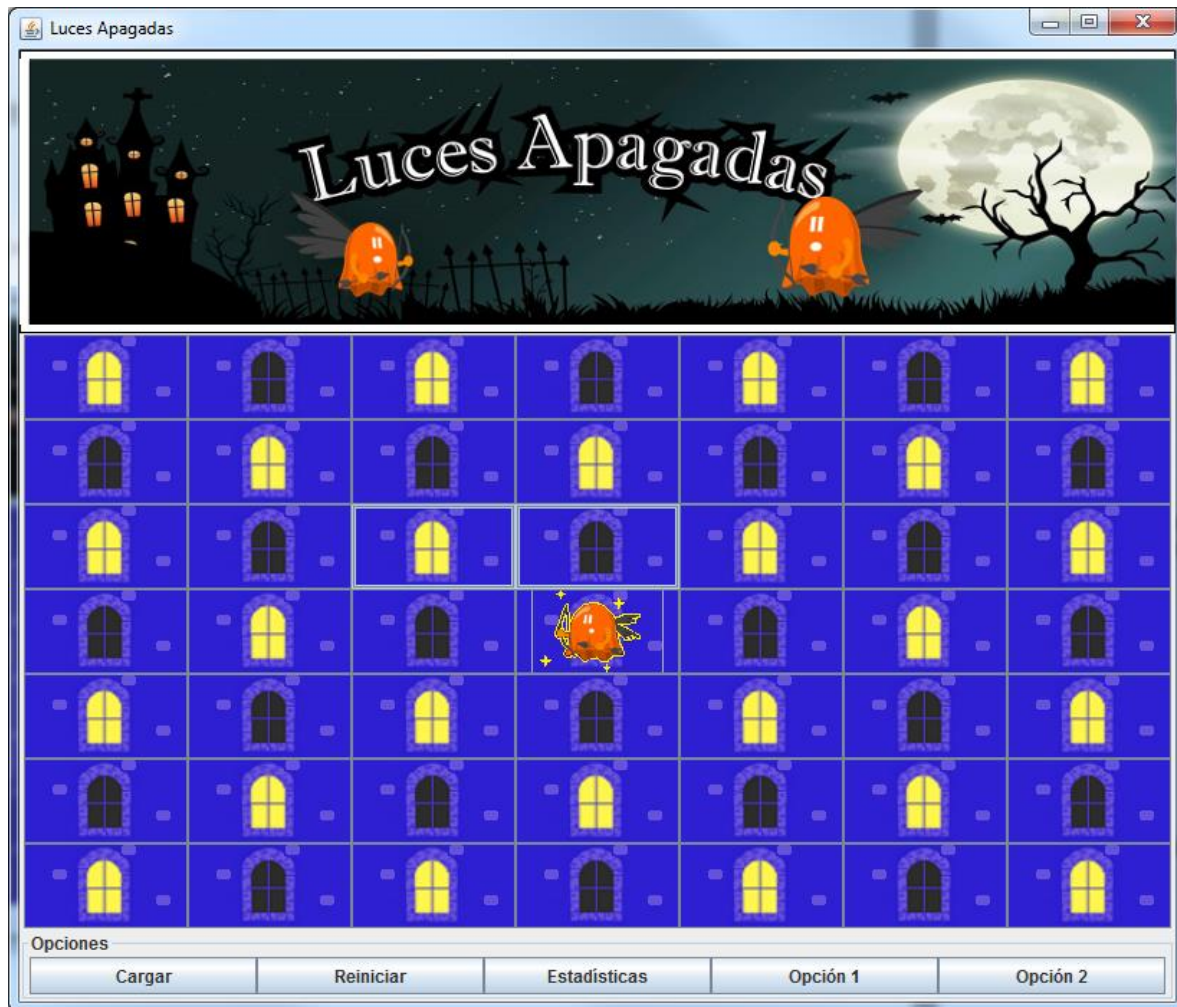 Luces Apagadas
Luces Apagadas
Opciones
Cargar
Reiniciar
Estadísticas
Opción 1
Opción 2